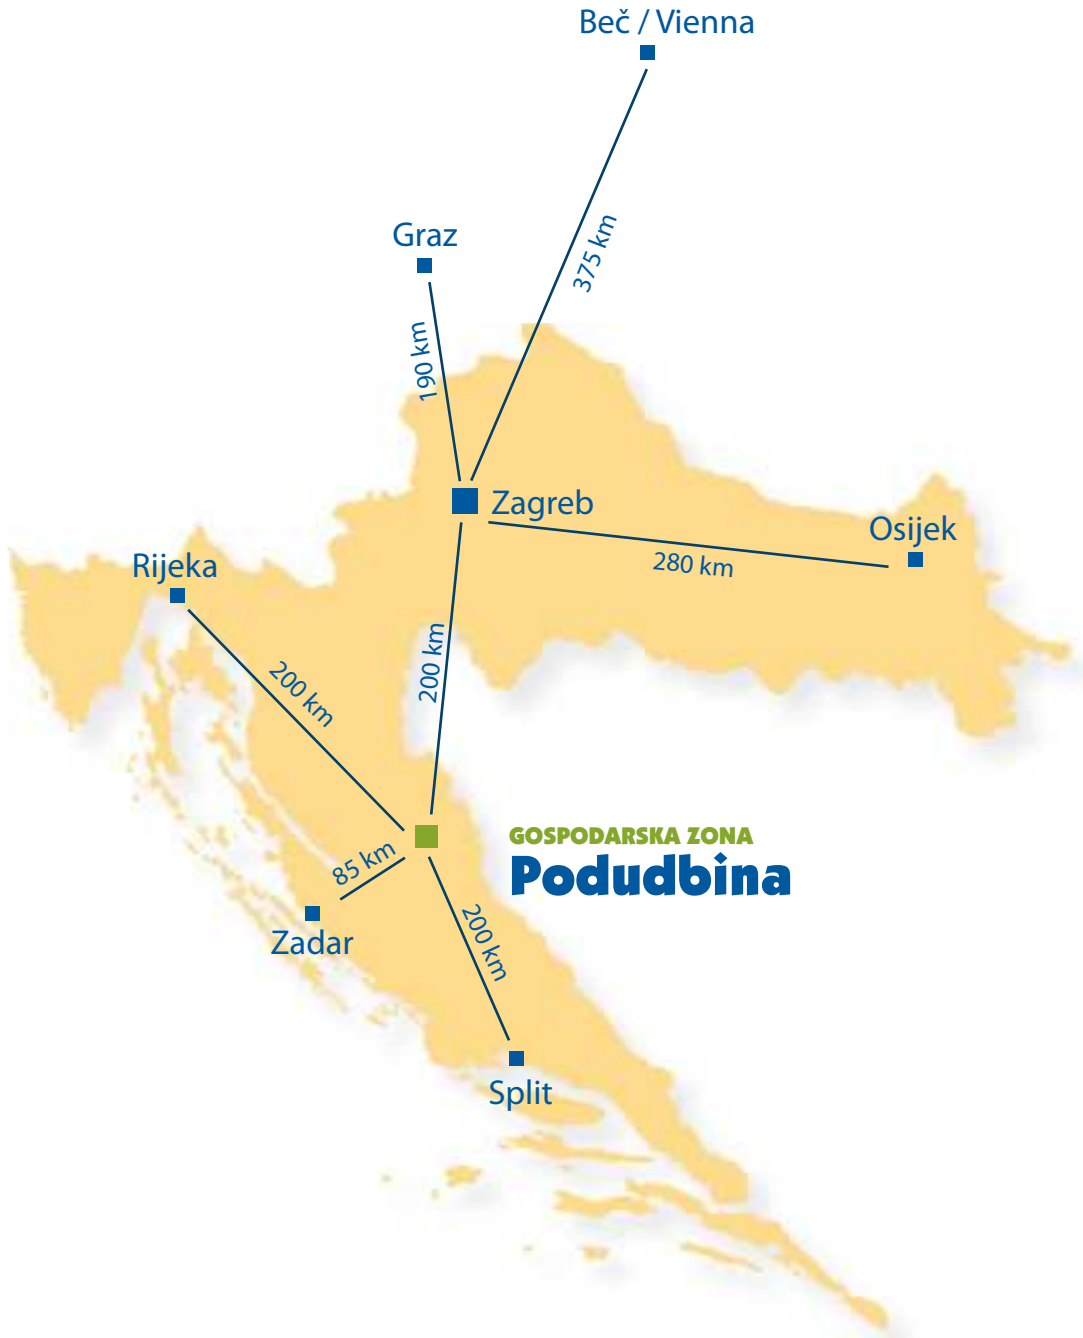 Beč / Vienna
375 km
Graz
190 km
Zagreb
Osijek
280 km
Rijeka
200 km
200 km
GOSPODARSKA ZONA
Podudbina
85 km
Zadar
200 km
Split